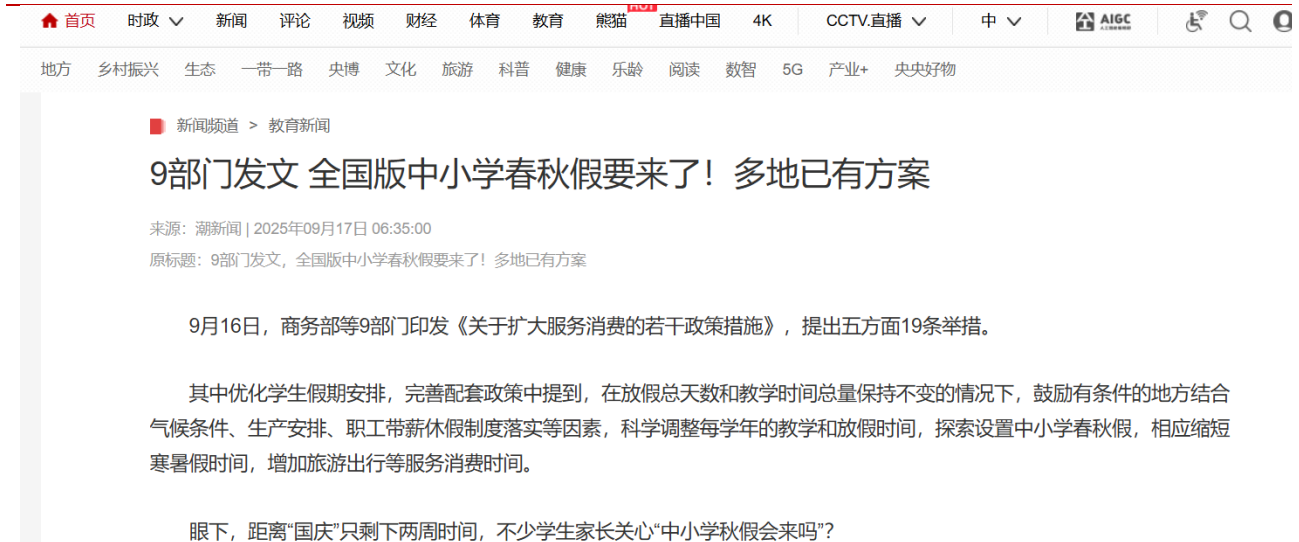 HOT
首页 时政 新闻 评论 视频 财经 体育 教育 熊猫 直播中国 4K CCTV.直播 中 AIGC
地方 乡村振兴 生态 一带一路 央博 文化 旅游 科普 健康 乐龄 阅读 数智 5G 产业+ 央央好物
新闻频道 > 教育新闻
9部门发文 全国版中小学春秋假要来了！多地已有方案
来源：潮新闻 | 2025年09月17日 06:35:00
原标题：9部门发文，全国版中小学春秋假要来了！多地已有方案
9月16日，商务部等9部门印发《关于扩大服务消费的若干政策措施》，提出五方面19条举措。
其中优化学生假期安排，完善配套政策中提到，在放假总天数和教学时间总量保持不变的情况下，鼓励有条件的地方结合
气候条件、生产安排、职工带薪休假制度落实等因素，科学调整每学年的教学和放假时间，探索设置中小学春秋假，相应缩短
寒暑假时间，增加旅游出行等服务消费时间。
眼下，距离“国庆”只剩下两周时间，不少学生家长关心“中小学秋假会来吗”？